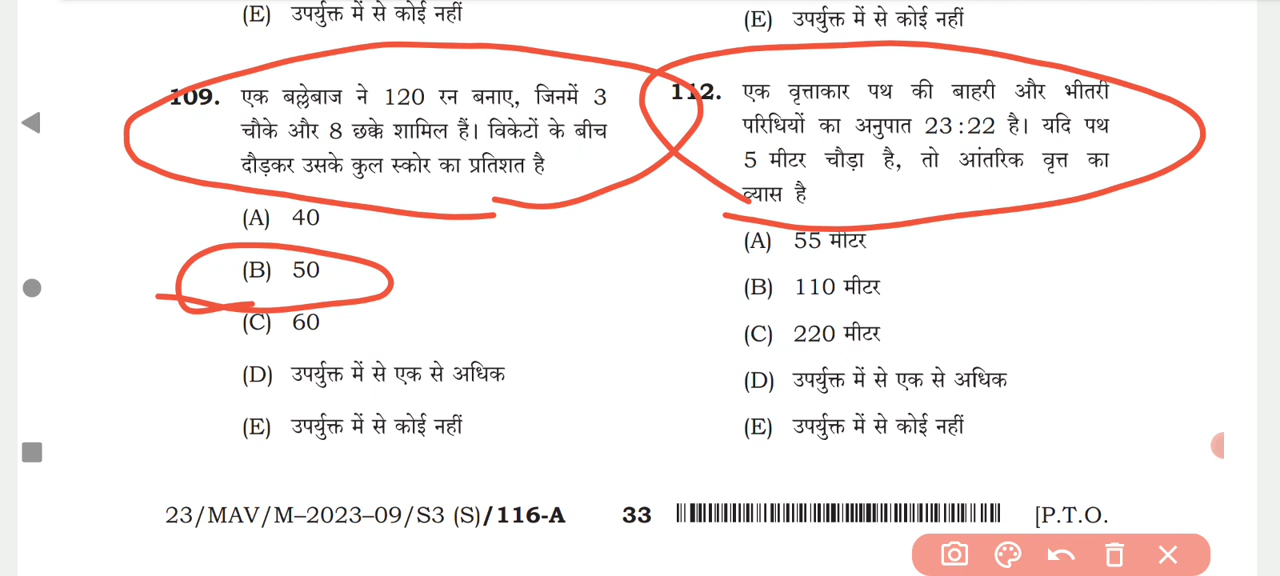 (E) उपर्युक्त में से कोई नहीं
109. एक बल्लेबाज ने 120 रन बनाए, जिनमें 3
चौके और 8 छक्के शामिल हैं। विकेटों के बीच
दौड़कर उसके कुल स्कोर का प्रतिशत है
(A) 40
(B) 50
(C) 60
(D) उपर्युक्त में से एक से अधिक
(E) उपर्युक्त में से कोई नहीं
(E) उपर्युक्त में से कोई नहीं
112. एक वृत्ताकार पथ की बाहरी और भीतरी
परिधियों का अनुपात 23:22 है। यदि पथ
5 मीटर चौड़ा है, तो आंतरिक वृत्त का
व्यास है
(A) 55 मीटर
(B) 110 मीटर
(C) 220 मीटर
(D) उपर्युक्त में से एक से अधिक
(E) उपर्युक्त में से कोई नहीं
23/MAV/M–2023–09/S3 (S)/116-A 33 [P.T.O.